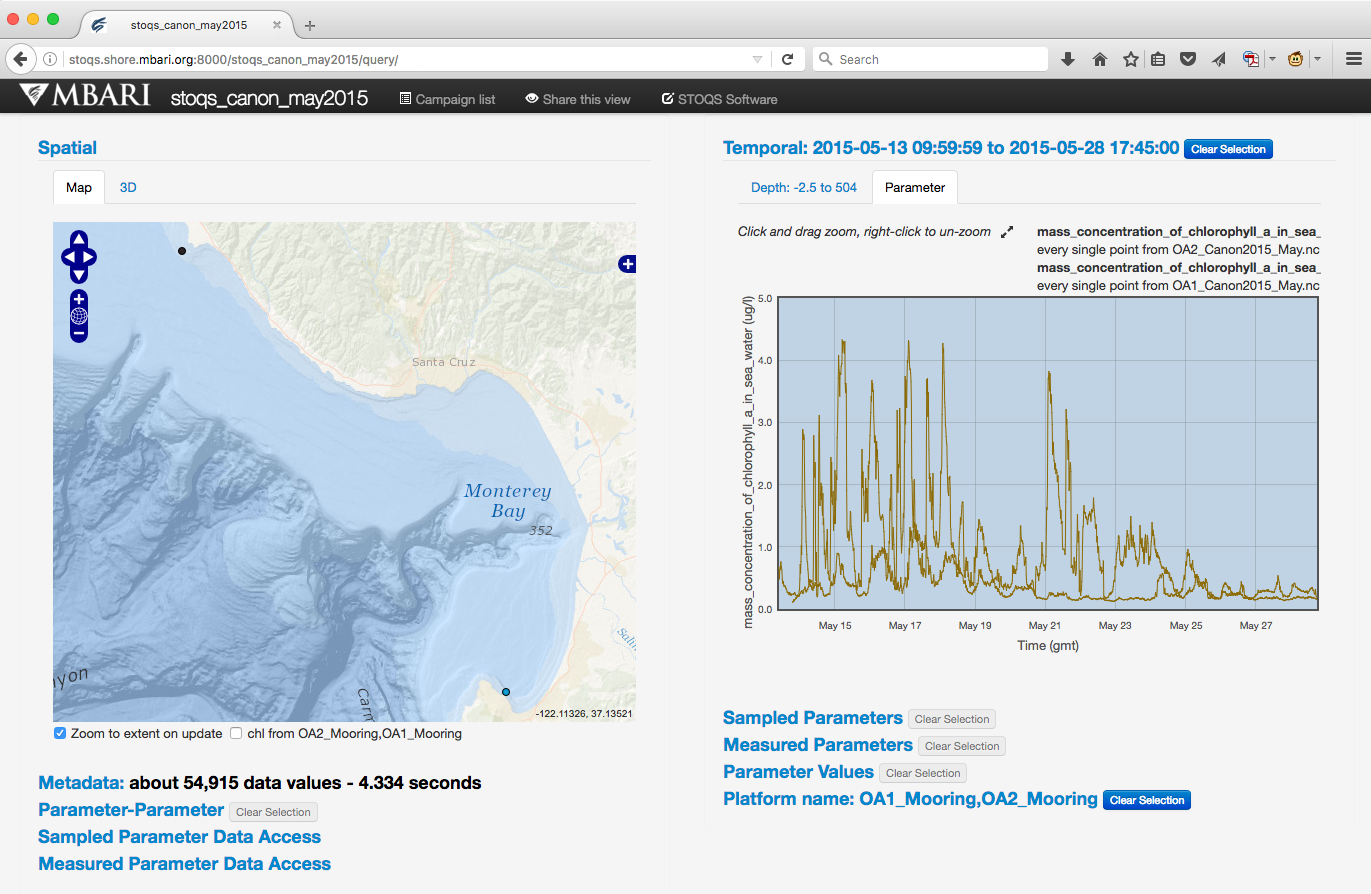 stoqs_canon_may2015
stoqs.shore.mbari.org:8000/stoqs_canon_may2015/query/
Search
MBARI stoqs_canon_may2015 Campaign list Share this view STOQS Software
Spatial
Map 3D
Santa Cruz
Monterey
Bay
352
yon
Carm
-122.11326, 37.13521
Zoom to extent on update chl from OA2_Mooring,OA1_Mooring
Metadata: about 54,915 data values - 4.334 seconds
Parameter-Parameter Clear Selection
Sampled Parameter Data Access
Measured Parameter Data Access
Temporal: 2015-05-13 09:59:59 to 2015-05-28 17:45:00 Clear Selection
Depth: -2.5 to 504 Parameter
Click and drag zoom, right-click to un-zoom
mass_concentration_of_chlorophyll_a_in_sea_
every single point from OA2_Canon2015_May.nc
mass_concentration_of_chlorophyll_a_in_sea_
every single point from OA1_Canon2015_May.nc
mass_concentration_of_chlorophyll_a_in_sea_water (ug/l)
5.0
4.0
3.0
2.0
1.0
0.0
May 15 May 17 May 19 May 21 May 23 May 25 May 27
Time (gmt)
Sampled Parameters Clear Selection
Measured Parameters Clear Selection
Parameter Values Clear Selection
Platform name: OA1_Mooring,OA2_Mooring Clear Selection